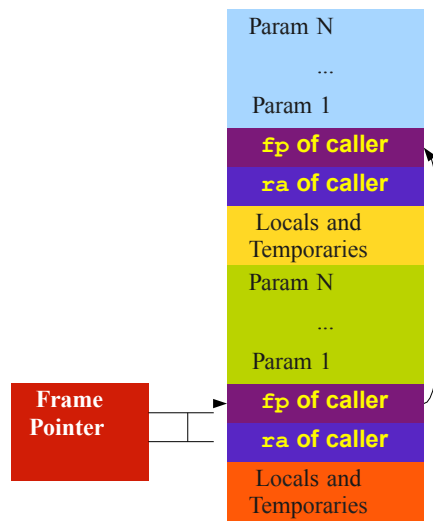 Param N
...
Param 1
fp of caller
ra of caller
Locals and
Temporaries
Param N
...
Param 1
Frame
Pointer
fp of caller
ra of caller
Locals and
Temporaries